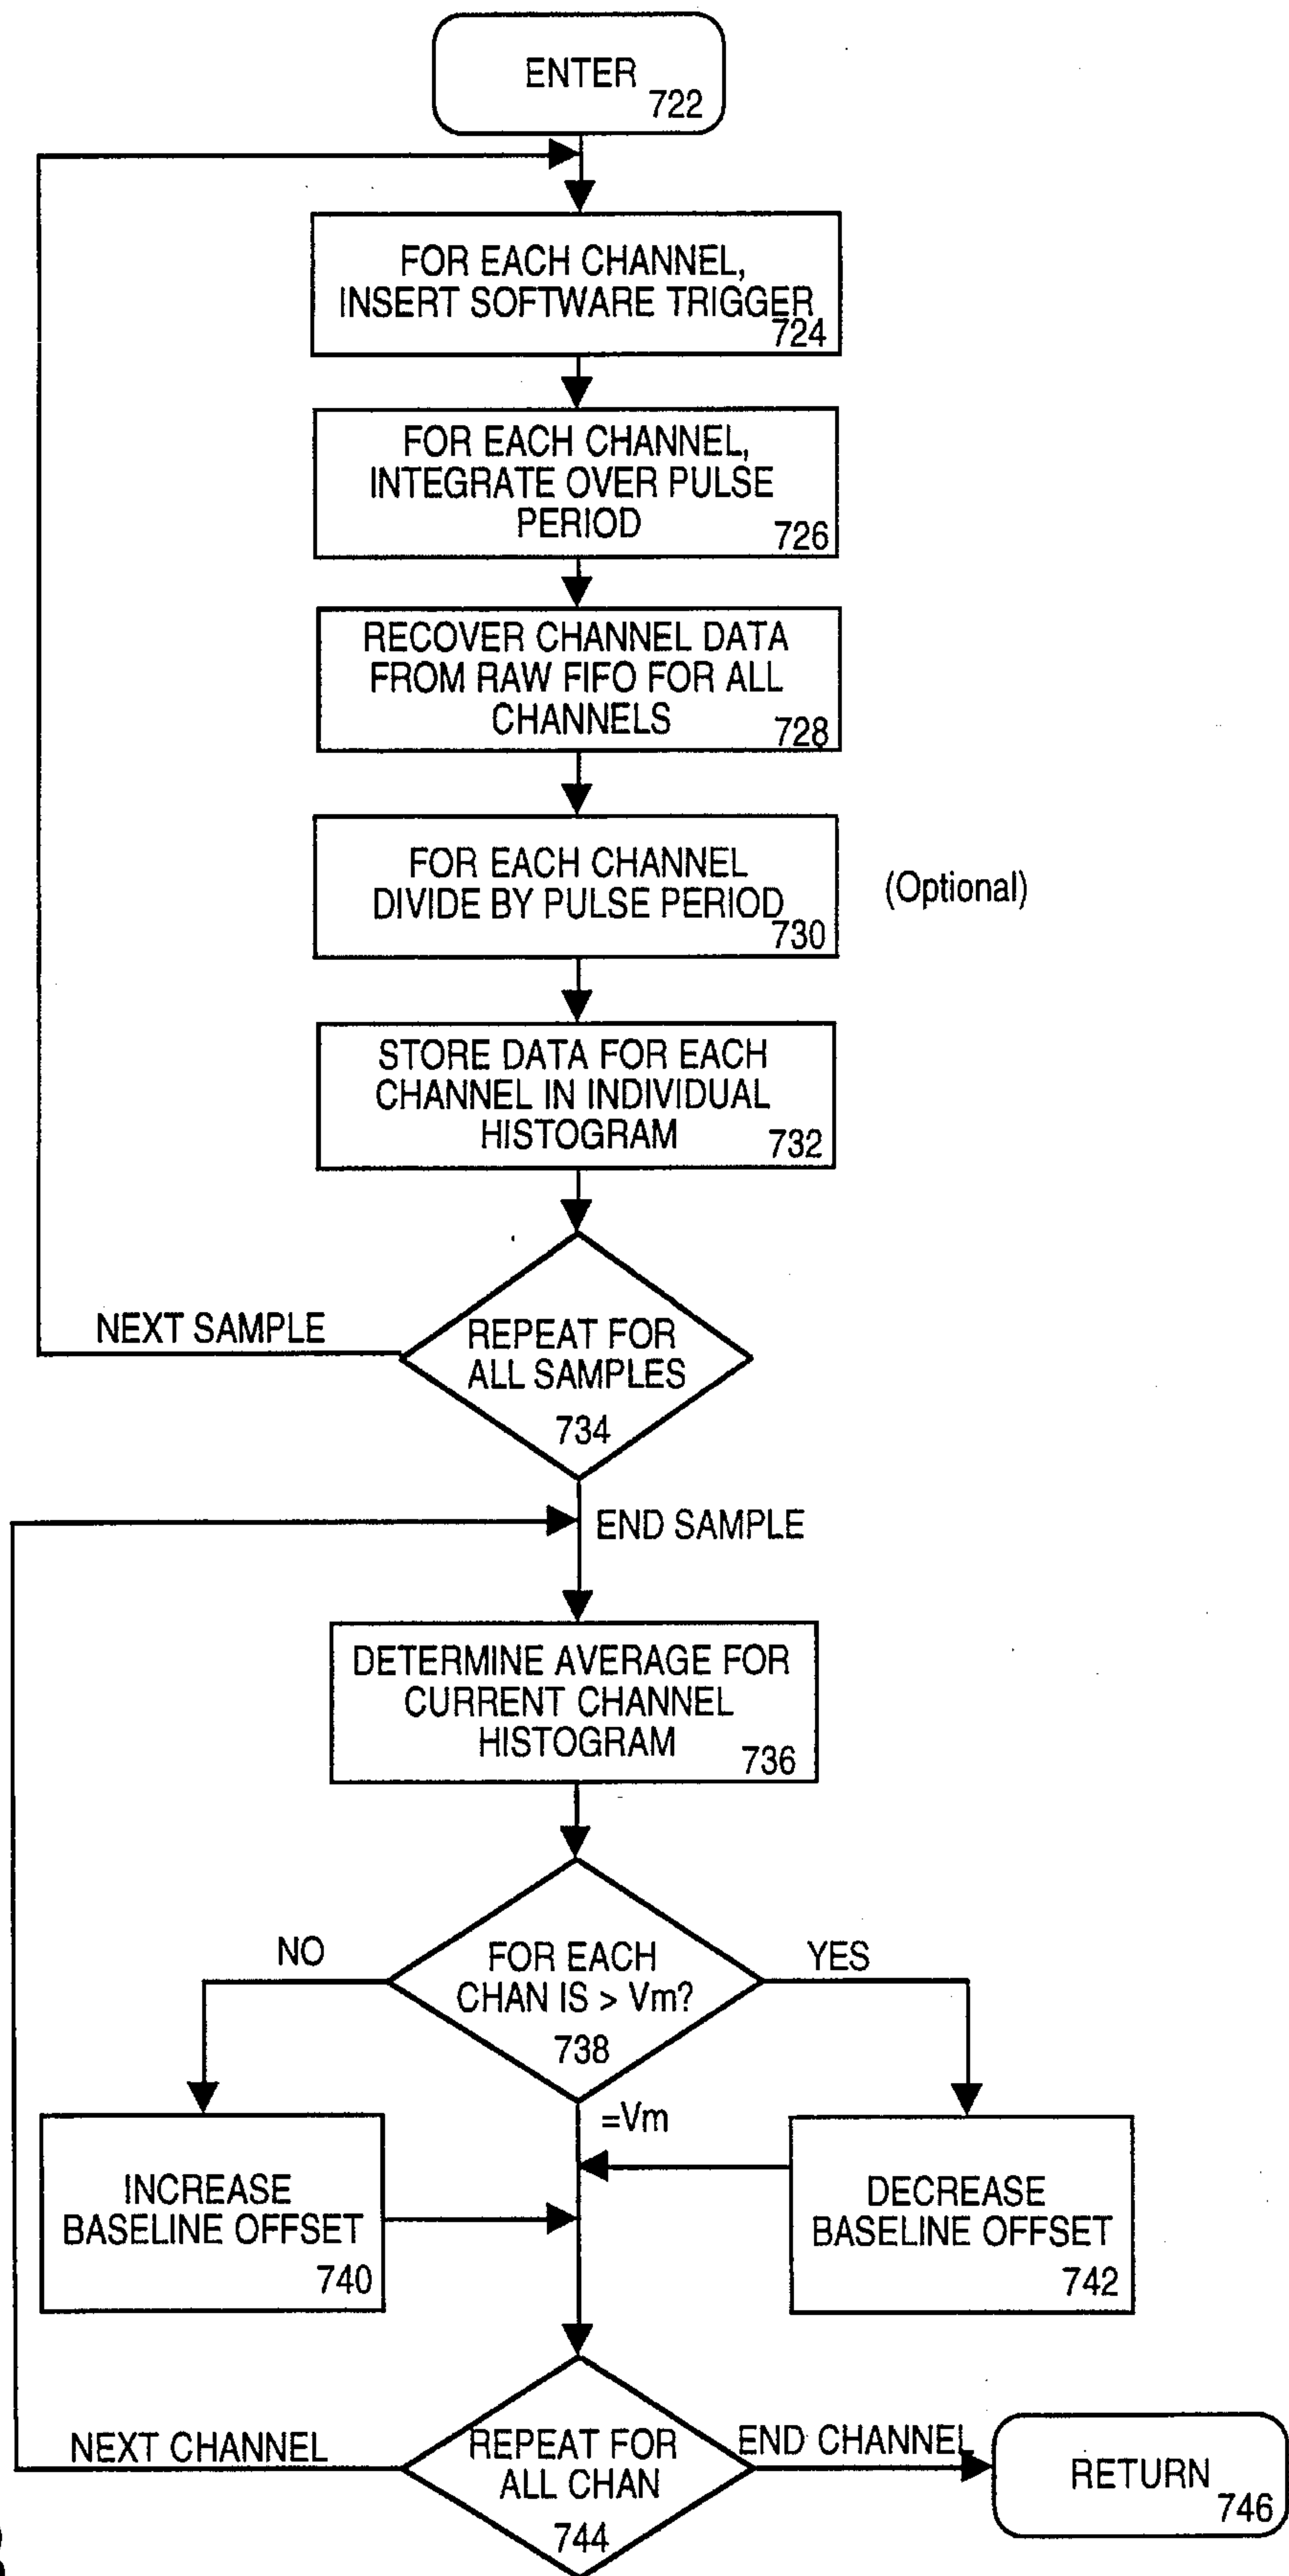 ENTER
722
FOR EACH CHANNEL,
INSERT SOFTWARE TRIGGER
724
FOR EACH CHANNEL,
INTEGRATE OVER PULSE
PERIOD
726
RECOVER CHANNEL DATA
FROM RAW FIFO FOR ALL
CHANNELS
728
FOR EACH CHANNEL
DIVIDE BY PULSE PERIOD
730
(Optional)
STORE DATA FOR EACH
CHANNEL IN INDIVIDUAL
HISTOGRAM
732
NEXT SAMPLE
REPEAT FOR
ALL SAMPLES
734
END SAMPLE
DETERMINE AVERAGE FOR
CURRENT CHANNEL
HISTOGRAM
736
NO
FOR EACH
CHAN IS > Vm?
738
YES
=Vm
INCREASE
BASELINE OFFSET
740
DECREASE
BASELINE OFFSET
742
NEXT CHANNEL
REPEAT FOR
ALL CHAN
744
END CHANNEL
RETURN
746